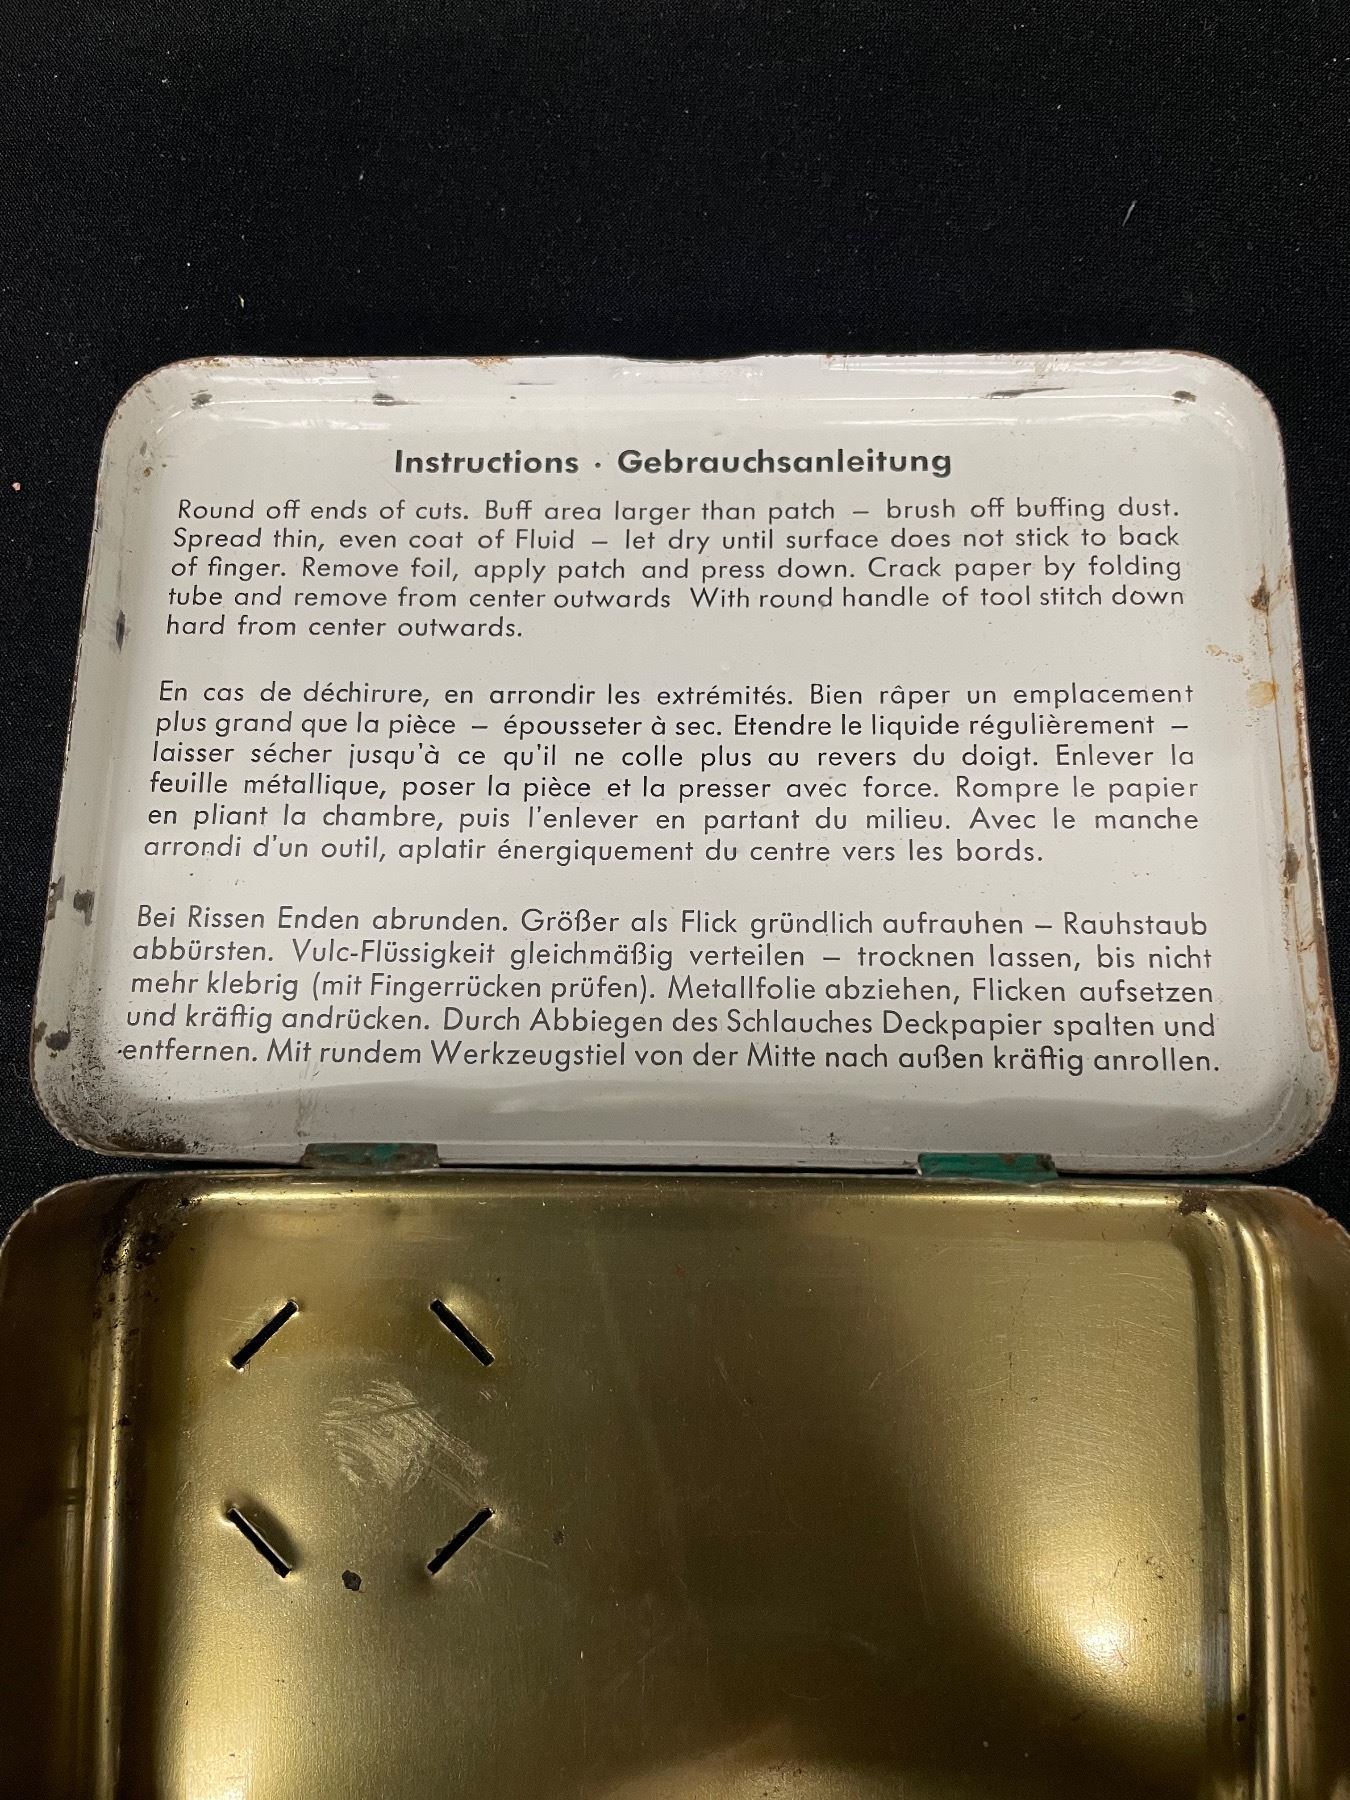 Instructions · Gebrauchsanleitung
Round off ends of cuts. Buff area larger than patch – brush off buffing dust.
Spread thin, even coat of Fluid – let dry until surface does not stick to back
of finger. Remove foil, apply patch and press down. Crack paper by folding
tube and remove from center outwards With round handle of tool stitch down
hard from center outwards.
En cas de déchirure, en arrondir les extrémités. Bien râper un emplacement
plus grand que la pièce – épousseter à sec. Etendre le liquide régulièrement –
laisser sécher jusqu'à ce qu'il ne colle plus au revers du doigt. Enlever la
feuille métallique, poser la pièce et la presser avec force. Rompre le papier
en pliant la chambre, puis l'enlever en partant du milieu. Avec le manche
arrondi d'un outil, aplatir énergiquement du centre vers les bords.
Bei Rissen Enden abrunden. Größer als Flick gründlich aufrauhen – Rauhstaub
abbürsten. Vulc-Flüssigkeit gleichmäßig verteilen – trocknen lassen, bis nicht
mehr klebrig (mit Fingerrücken prüfen). Metallfolie abziehen, Flicken aufsetzen
und kräftig andrücken. Durch Abbiegen des Schlauches Deckpapier spalten und
entfernen. Mit rundem Werkzeugstiel von der Mitte nach außen kräftig anrollen.